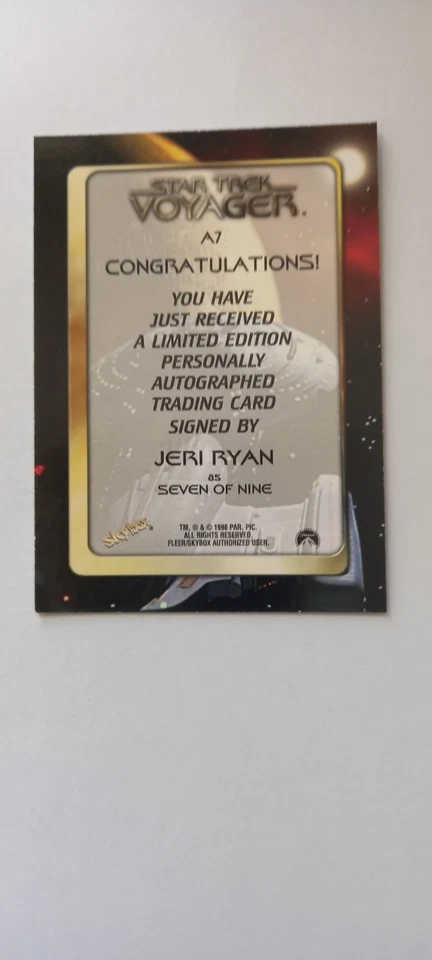 STAR TREK
VOYAGER.
A7
CONGRATULATIONS!
YOU HAVE
JUST RECEIVED
A LIMITED EDITION
PERSONALLY
AUTOGRAPHED
TRADING CARD
SIGNED BY
JERI RYAN
as
SEVEN OF NINE
TM, ® & © 1998 PAR. PIC.
ALL RIGHTS RESERVED.
FLEER/SKYBOX AUTHORIZED USER.
SkyBox
Paramount